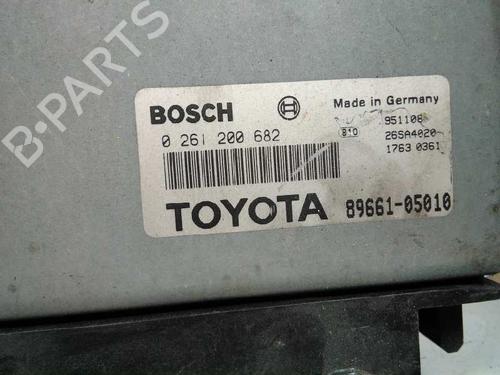 B-PARTS
BOSCH
Made in Germany
0 261 200 682
951108
26SA4020
1763 0361
TOYOTA 89661-05010